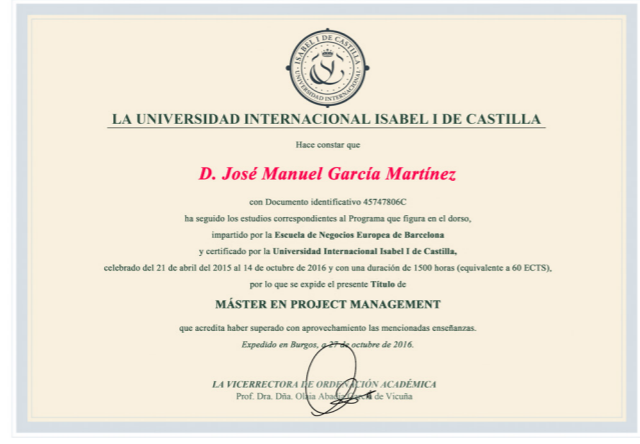 ISABEL I DE CASTILLA
UNIVERSIDAD INTERNACIONAL
LA UNIVERSIDAD INTERNACIONAL ISABEL I DE CASTILLA
Hace constar que
D. José Manuel García Martínez
con Documento identificativo 45747806C
ha seguido los estudios correspondientes al Programa que figura en el dorso,
impartido por la Escuela de Negocios Europea de Barcelona
y certificado por la Universidad Internacional Isabel I de Castilla,
celebrado del 21 de abril del 2015 al 14 de octubre de 2016 y con una duración de 1500 horas (equivalente a 60 ECTS),
por lo que se expide el presente Título de
MÁSTER EN PROJECT MANAGEMENT
que acredita haber superado con aprovechamiento las mencionadas enseñanzas.
Expedido en Burgos, a 27 de octubre de 2016.
LA VICERRECTORA DE ORDENACIÓN ACADÉMICA
Prof. Dra. Dña. Olaia Abadía García de Vicuña